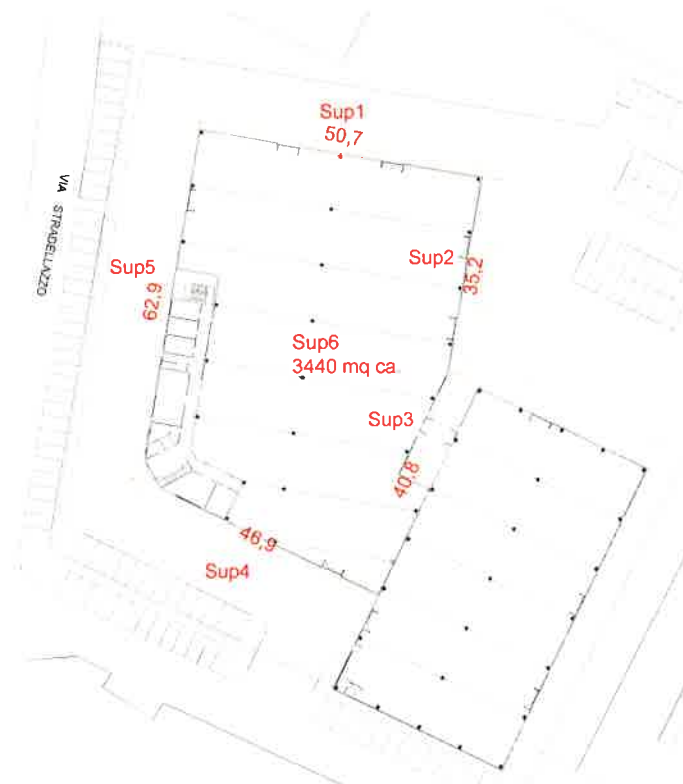 Sup1
50,7
VIA STRADELLAZZO
Sup5
62,9
Sup2
35,2
Sup6
3440 mq ca
Sup3
40,8
46,9
Sup4